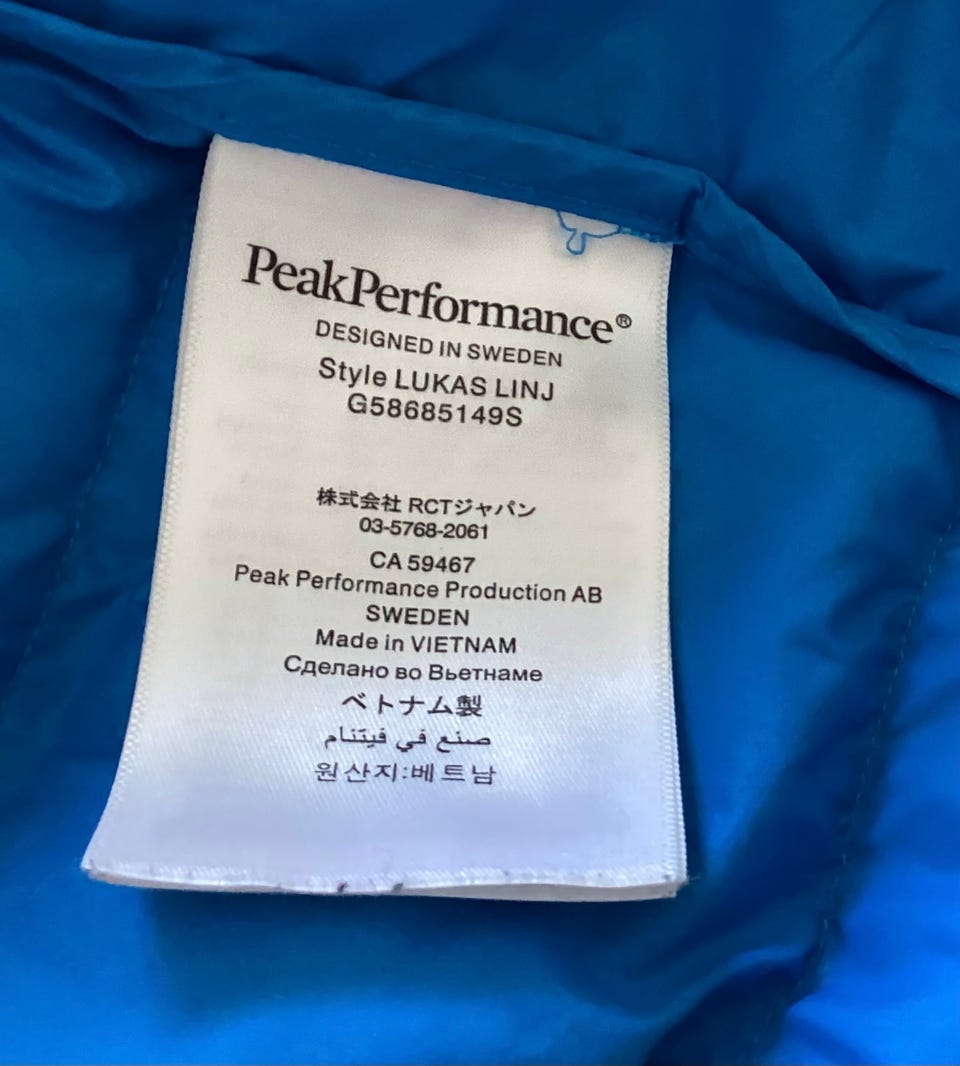 PeakPerformance®
DESIGNED IN SWEDEN
Style LUKAS LINJ
G58685149S
株式会社 RCTジャパン
03-5768-2061
CA 59467
Peak Performance Production AB
SWEDEN
Made in VIETNAM
Сделано во Вьетнаме
ベトナム製
صنع في فيتنام
원산지:베트남